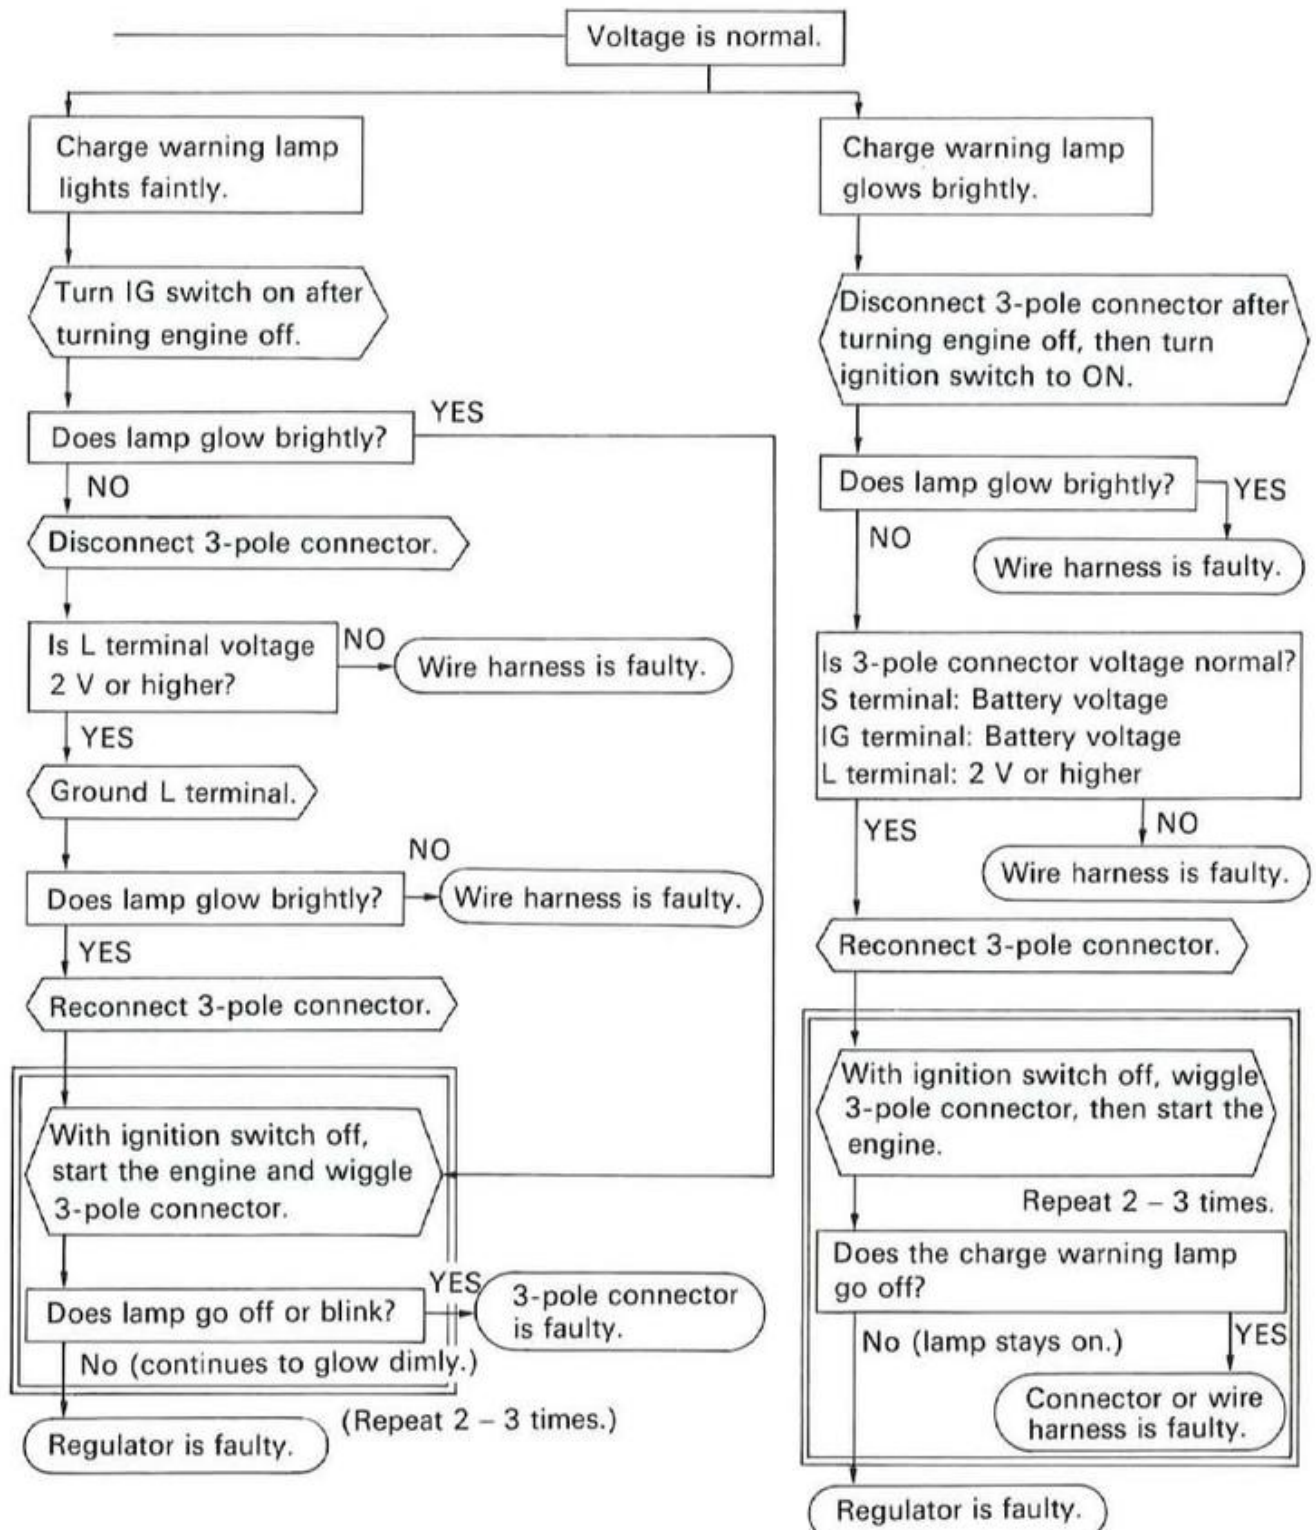 Voltage is normal.
Charge warning lamp
lights faintly.
Turn IG switch on after
turning engine off.
Does lamp glow brightly?
YES
NO
Disconnect 3-pole connector.
Is L terminal voltage
2 V or higher?
NO
Wire harness is faulty.
YES
Ground L terminal.
Does lamp glow brightly?
NO
Wire harness is faulty.
YES
Reconnect 3-pole connector.
With ignition switch off,
start the engine and wiggle
3-pole connector.
Does lamp go off or blink?
YES
3-pole connector
is faulty.
No (continues to glow dimly.)
(Repeat 2 – 3 times.)
Regulator is faulty.
Charge warning lamp
glows brightly.
Disconnect 3-pole connector after
turning engine off, then turn
ignition switch to ON.
Does lamp glow brightly?
YES
Wire harness is faulty.
NO
Is 3-pole connector voltage normal?
S terminal: Battery voltage
IG terminal: Battery voltage
L terminal: 2 V or higher
YES
NO
Wire harness is faulty.
Reconnect 3-pole connector.
With ignition switch off, wiggle
3-pole connector, then start the
engine.
Repeat 2 – 3 times.
Does the charge warning lamp
go off?
No (lamp stays on.)
YES
Connector or wire
harness is faulty.
Regulator is faulty.